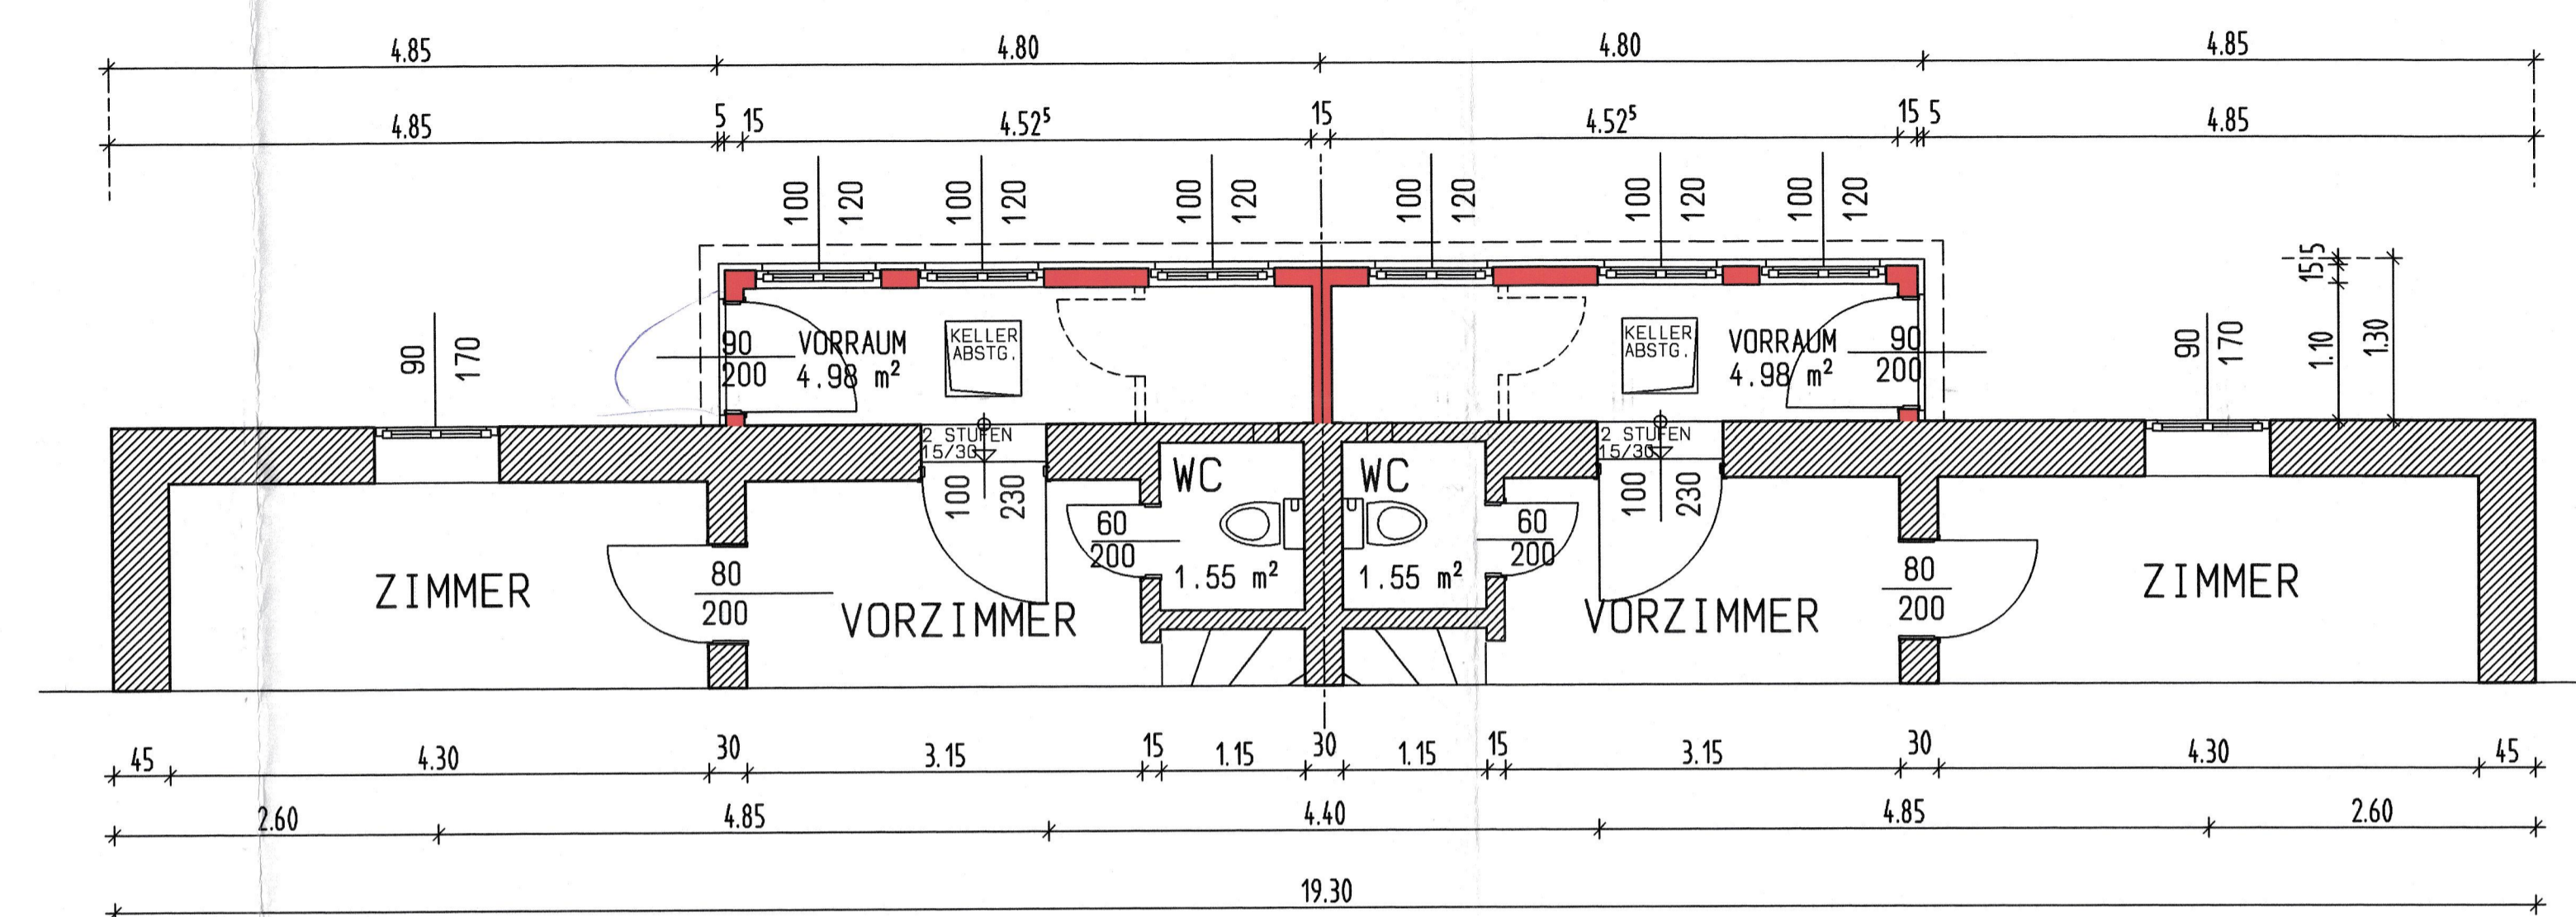 4.85 4.80 4.80 4.85
4.85 5 15 4.52⁵ 15 4.52⁵ 15 5 4.85
100 120 100 120 100 120 100 120 100 120 100 120
15 5
90 170
90
200
VORRAUM
4.98 m²
KELLER
ABSTG.
KELLER
ABSTG.
VORRAUM
4.98 m²
90
200
90 170
1.10 1.30
2 STUFEN
15/30
2 STUFEN
15/30
100 230
WC
WC
100 230
60
200
60
200
1.55 m²
1.55 m²
80
200
80
200
ZIMMER
VORZIMMER
VORZIMMER
ZIMMER
45 4.30 30 3.15 15 1.15 30 1.15 15 3.15 30 4.30 45
2.60 4.85 4.40 4.85 2.60
19.30